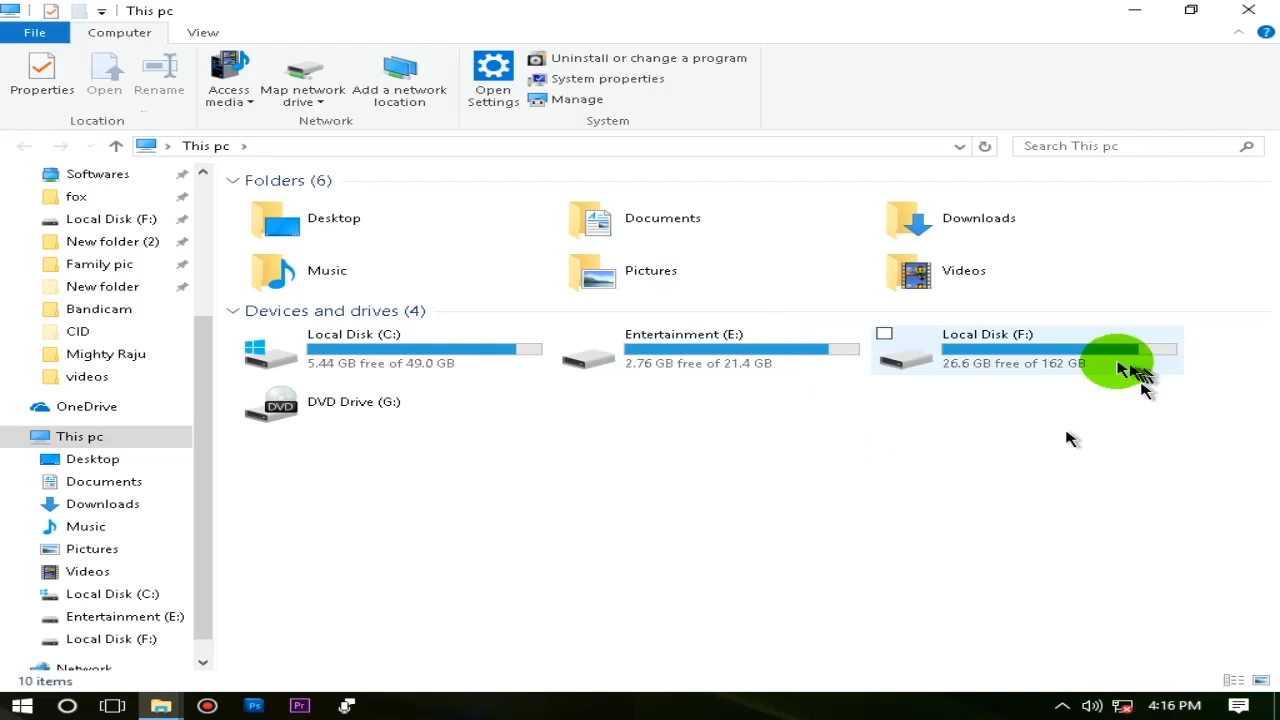 This pc
File Computer View
Properties Open Rename Access media Map network drive Add a network location Open Settings
Uninstall or change a program
System properties
Manage
Location Network System
This pc
Search This pc
Softwares
fox
Local Disk (F:)
New folder (2)
Family pic
New folder
Bandicam
CID
Mighty Raju
videos
OneDrive
This pc
Desktop
Documents
Downloads
Music
Pictures
Videos
Local Disk (C:)
Entertainment (E:)
Local Disk (F:)
Network
Folders (6)
Desktop Documents Downloads
Music Pictures Videos
Devices and drives (4)
Local Disk (C:) Entertainment (E:) Local Disk (F:)
5.44 GB free of 49.0 GB 2.76 GB free of 21.4 GB 26.6 GB free of 162 GB
DVD DVD Drive (G:)
10 items
Ps Pr 4:16 PM